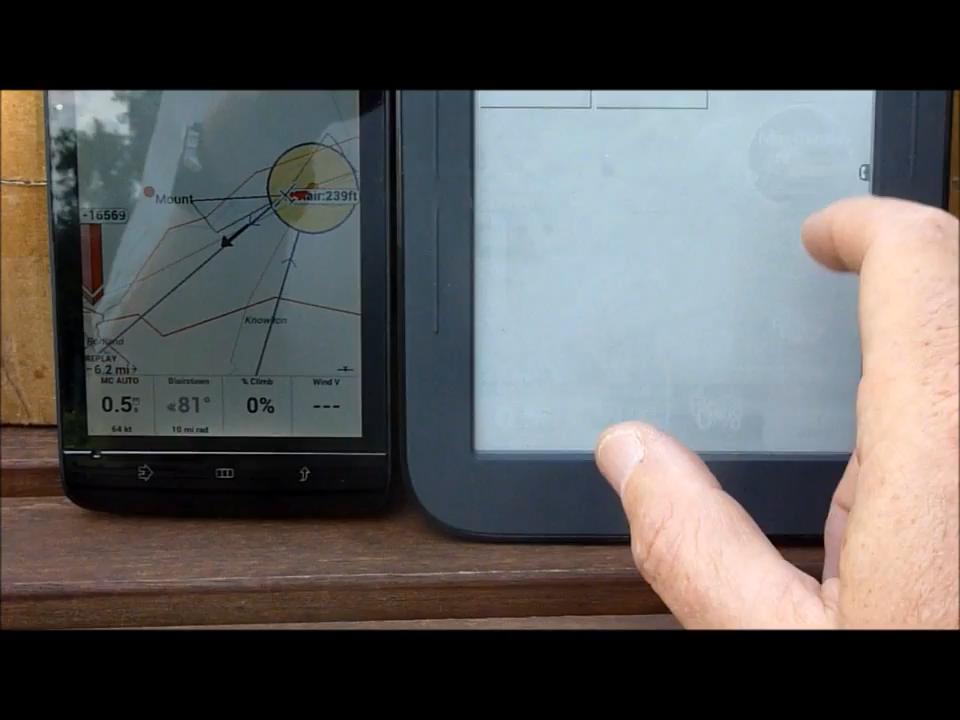 Mount
Blair:239ft
-16569
Knowlton
REPLAY
6.2 mi
MC AUTO
Blairstown
% Climb
Wind V
0.5
«81°
0%
---
64 kt
10 mi rad